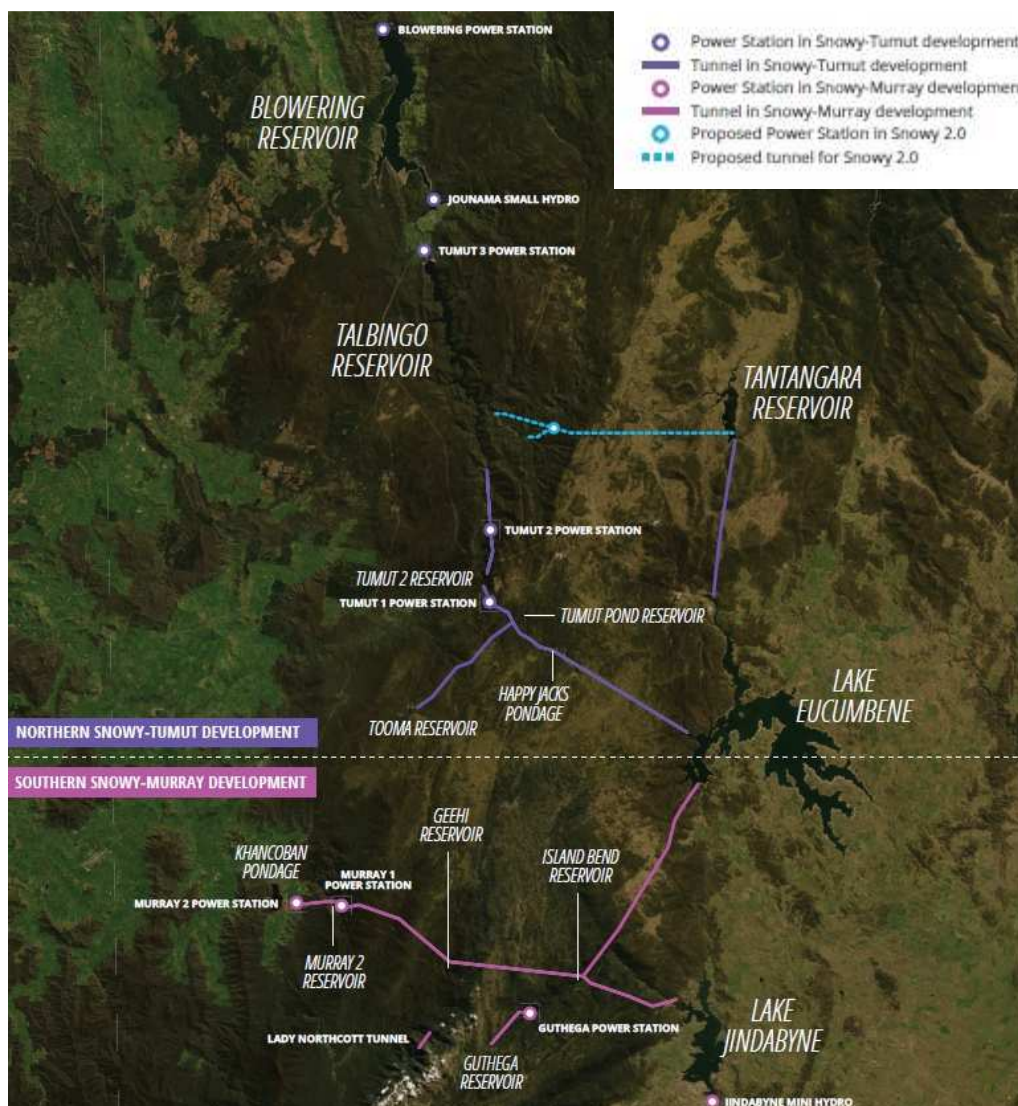 BLOWERING POWER STATION
Power Station in Snowy-Tumut development
Tunnel in Snowy-Tumut development
Power Station in Snowy-Murray development
Tunnel in Snowy-Murray development
Proposed Power Station in Snowy 2.0
Proposed tunnel for Snowy 2.0
BLOWERING
RESERVOIR
JOUNAMA SMALL HYDRO
TUMUT 3 POWER STATION
TALBINGO
RESERVOIR
TANTANGARA
RESERVOIR
TUMUT 2 POWER STATION
TUMUT 2 RESERVOIR
TUMUT 1 POWER STATION
TUMUT POND RESERVOIR
HAPPY JACKS
PONDAGE
TOOMA RESERVOIR
LAKE
EUCUMBENE
NORTHERN SNOWY-TUMUT DEVELOPMENT
SOUTHERN SNOWY-MURRAY DEVELOPMENT
GEEHI
RESERVOIR
KHANCOBAN
PONDAGE
ISLAND BEND
RESERVOIR
MURRAY 1
POWER STATION
MURRAY 2 POWER STATION
MURRAY 2
RESERVOIR
LAKE
JINDABYNE
GUTHEGA POWER STATION
LADY NORTHCOTT TUNNEL
GUTHEGA
RESERVOIR
JINDABYNE MINI HYDRO